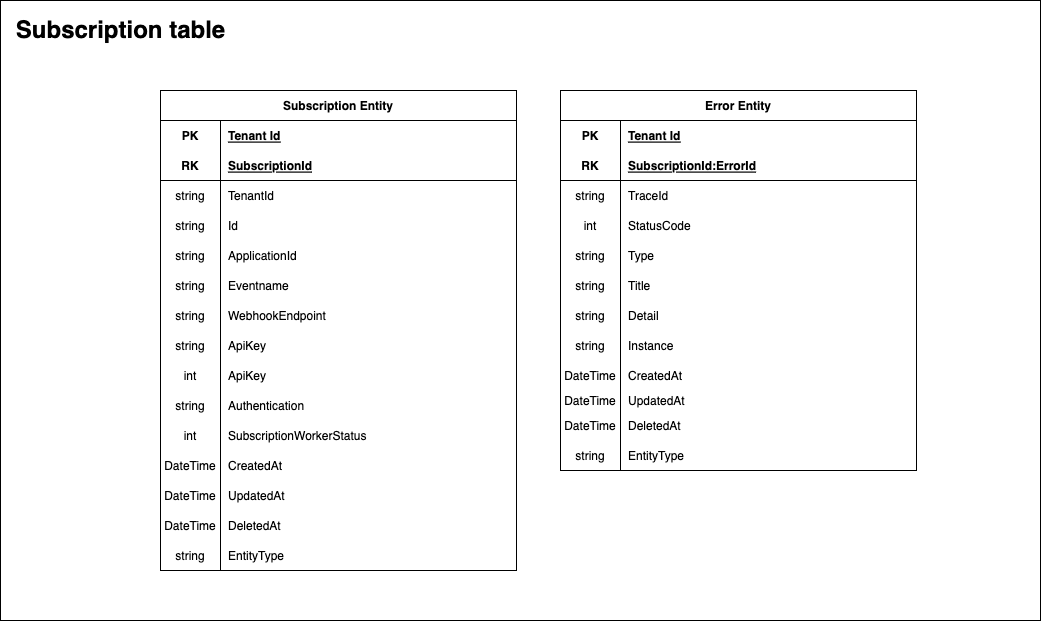 Subscription table
Subscription Entity
PK Tenant Id
RK SubscriptionId
string TenantId
string Id
string ApplicationId
string Eventname
string WebhookEndpoint
string ApiKey
int ApiKey
string Authentication
int SubscriptionWorkerStatus
DateTime CreatedAt
DateTime UpdatedAt
DateTime DeletedAt
string EntityType
Error Entity
PK Tenant Id
RK SubscriptionId:ErrorId
string TraceId
int StatusCode
string Type
string Title
string Detail
string Instance
DateTime CreatedAt
DateTime UpdatedAt
DateTime DeletedAt
string EntityType